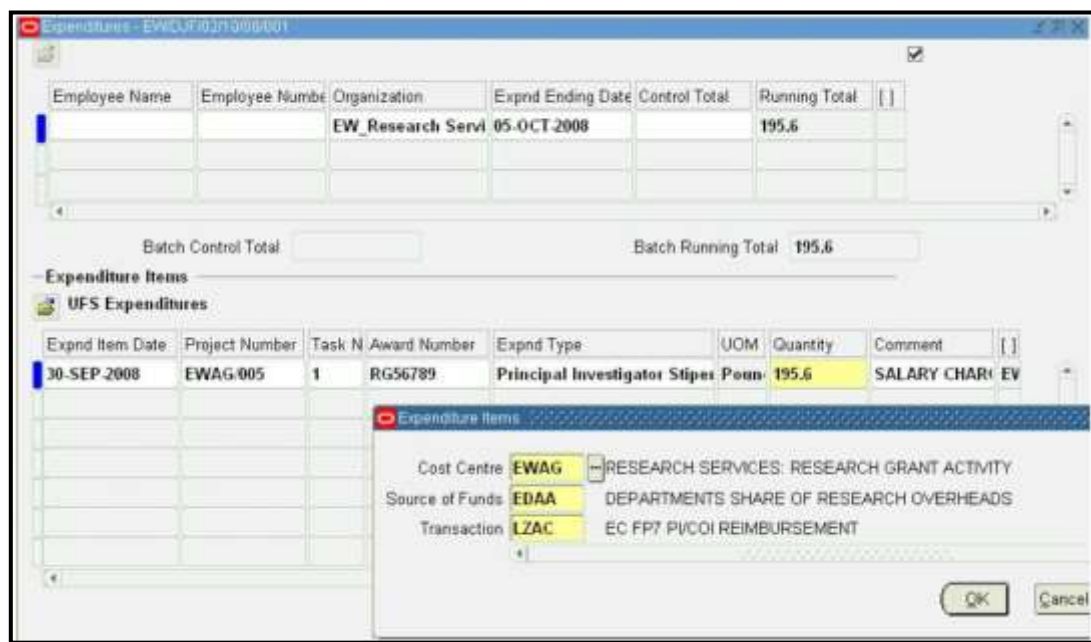 Expenditures - EWCUF/02/10/08/001
Employee Name Employee Numbe Organization Expnd Ending Date Control Total Running Total [ ]
EW_Research Servi 05-OCT-2008 195.6
Batch Control Total Batch Running Total 195.6
Expenditure Items
UFS Expenditures
Expnd Item Date Project Number Task N Award Number Expnd Type UOM Quantity Comment [ ]
30-SEP-2008 EWAG/005 1 RG56789 Principal Investigator Stipe Poun 195.6 SALARY CHAR EW
Expenditure Items
Cost Centre EWAG RESEARCH SERVICES: RESEARCH GRANT ACTIVITY
Source of Funds EDAA DEPARTMENTS SHARE OF RESEARCH OVERHEADS
Transaction LZAC EC FP7 PI/COI REIMBURSEMENT
OK Cancel